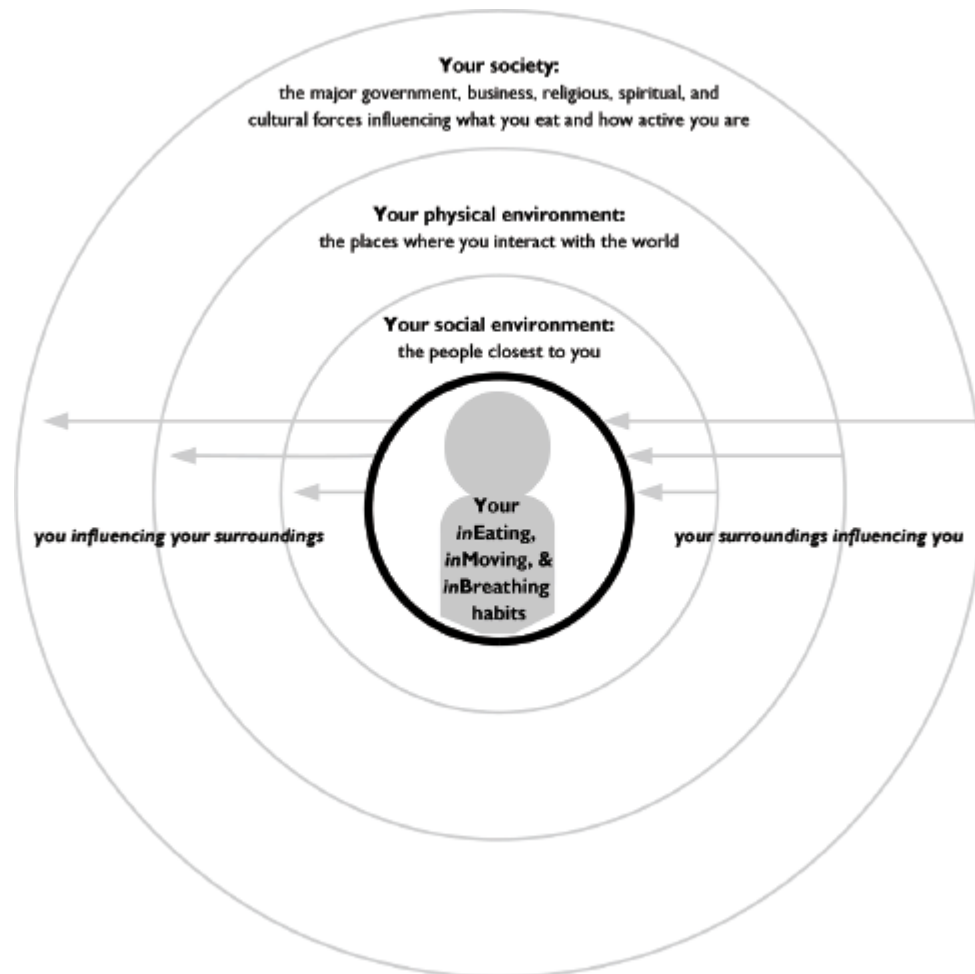 Your society:
the major government, business, religious, spiritual, and
cultural forces influencing what you eat and how active you are
Your physical environment:
the places where you interact with the world
Your social environment:
the people closest to you
Your
inEating,
inMoving, &
inBreathing
habits
you influencing your surroundings
your surroundings influencing you